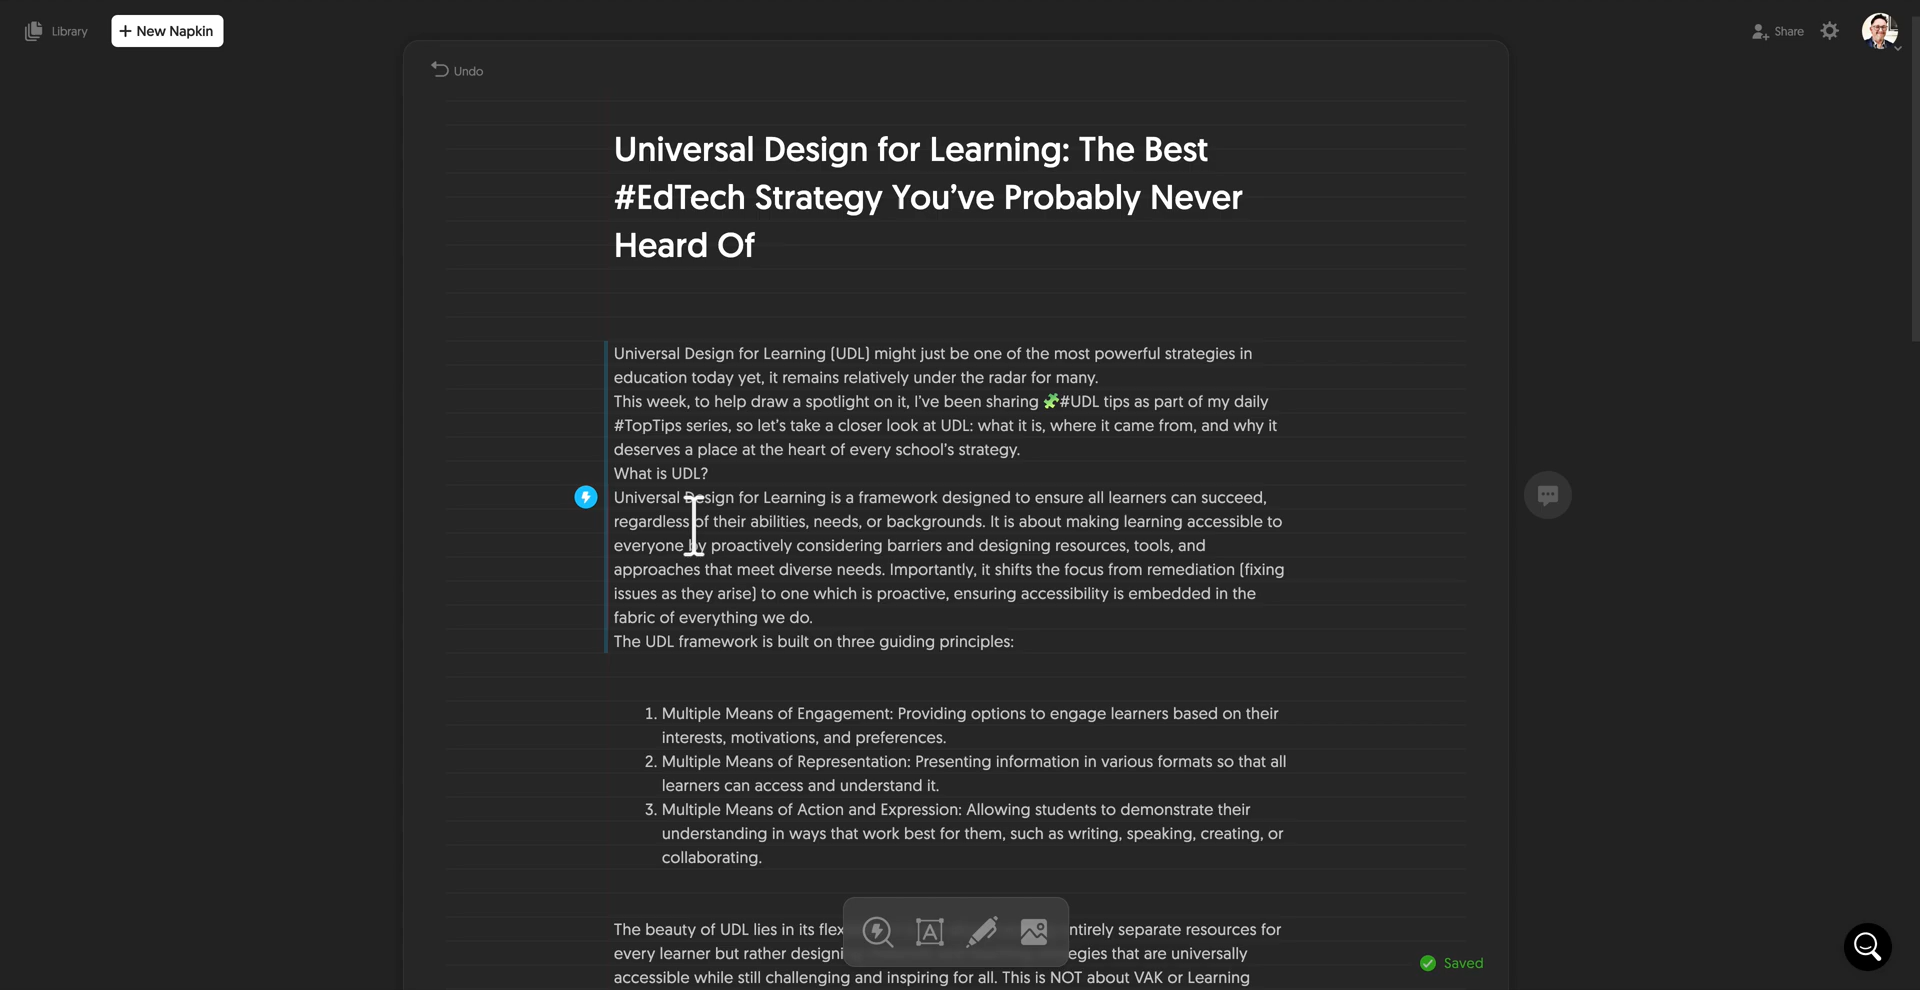 Library
+ New Napkin
Share
Undo
Universal Design for Learning: The Best
#EdTech Strategy You’ve Probably Never
Heard Of
Universal Design for Learning (UDL) might just be one of the most powerful strategies in
education today yet, it remains relatively under the radar for many.
This week, to help draw a spotlight on it, I’ve been sharing #UDL tips as part of my daily
#TopTips series, so let’s take a closer look at UDL: what it is, where it came from, and why it
deserves a place at the heart of every school’s strategy.
What is UDL?
Universal Design for Learning is a framework designed to ensure all learners can succeed,
regardless of their abilities, needs, or backgrounds. It is about making learning accessible to
everyone by proactively considering barriers and designing resources, tools, and
approaches that meet diverse needs. Importantly, it shifts the focus from remediation (fixing
issues as they arise) to one which is proactive, ensuring accessibility is embedded in the
fabric of everything we do.
The UDL framework is built on three guiding principles:
1. Multiple Means of Engagement: Providing options to engage learners based on their
interests, motivations, and preferences.
2. Multiple Means of Representation: Presenting information in various formats so that all
learners can access and understand it.
3. Multiple Means of Action and Expression: Allowing students to demonstrate their
understanding in ways that work best for them, such as writing, speaking, creating, or
collaborating.
The beauty of UDL lies in its separate resources for
every learner but rather that are universally
accessible while still challenging and inspiring for all. This is NOT about VAK or Learning
Saved